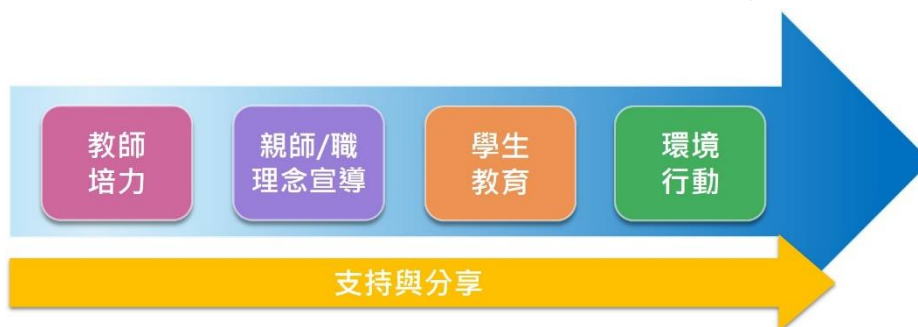 教師
培力
親師/職
理念宣導
學生
教育
環境
行動
支持與分享